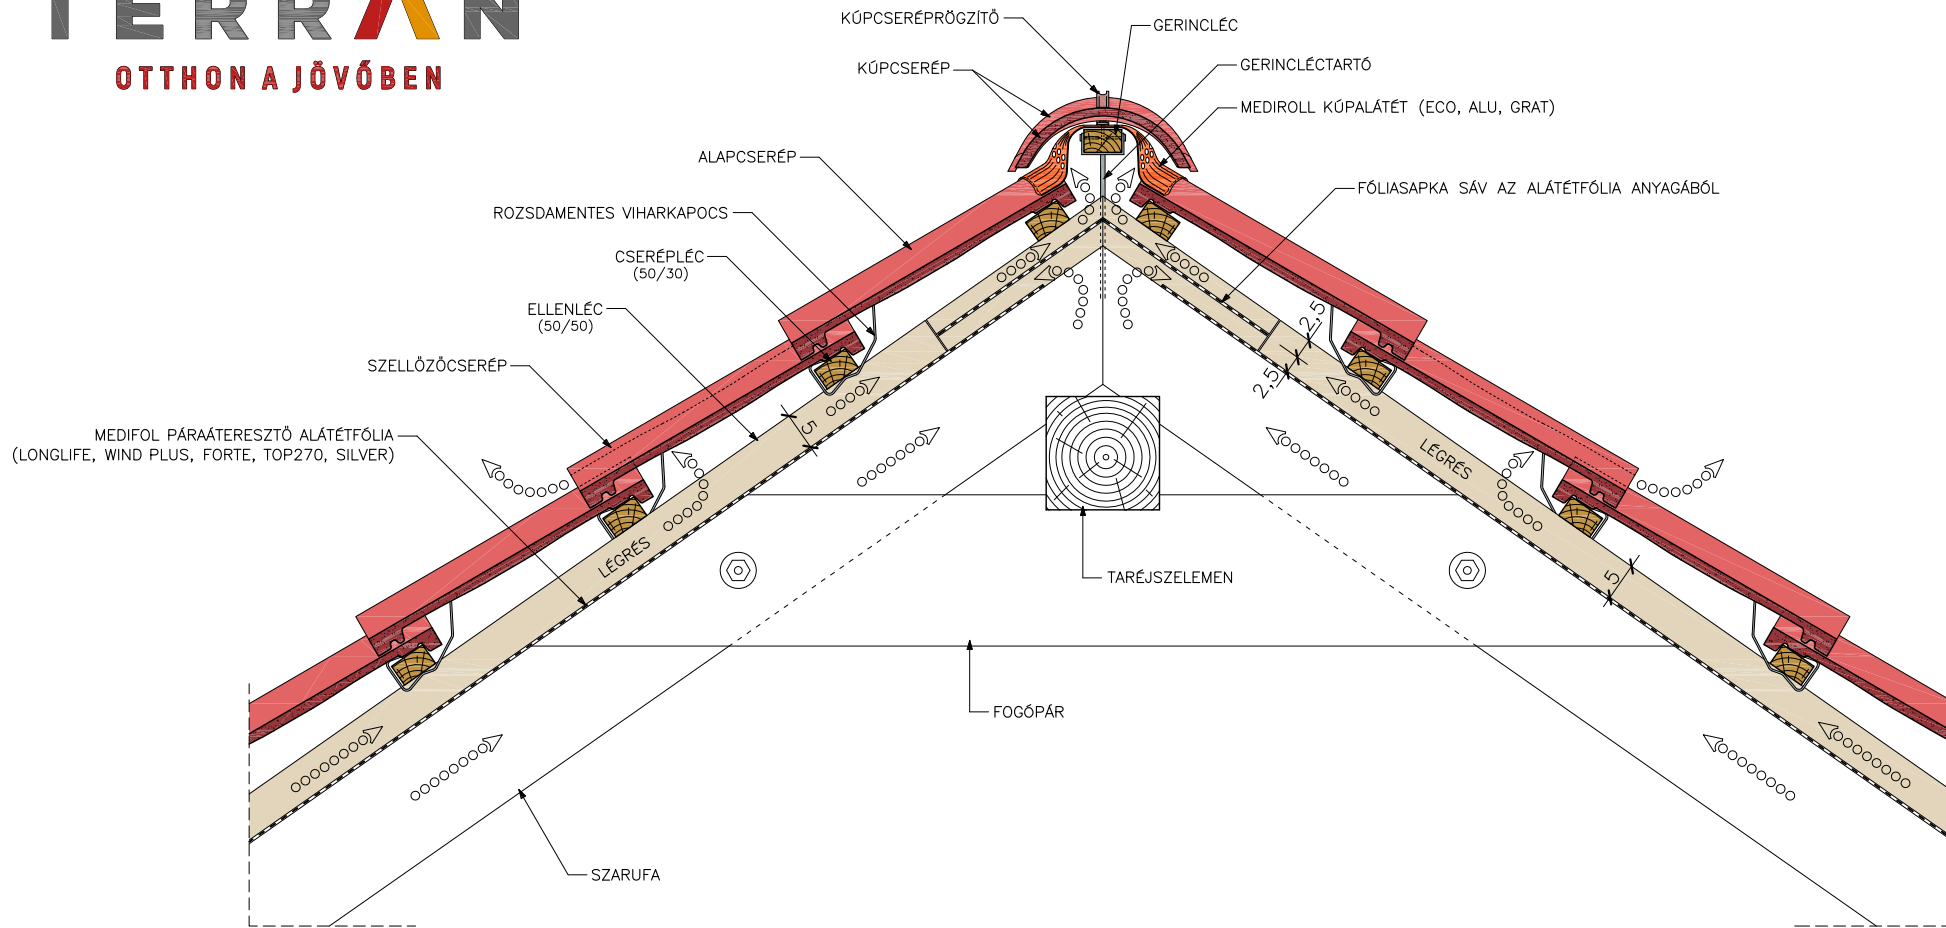 TERRÁN
OTTHON A JÖVŐBEN
KÚPCSERÉPRÖGZÍTŐ
GERINCLÉC
KÚPCSERÉP
GERINCLÉCTARTÓ
MEDIROLL KÚPALÁTÉT (ECO, ALU, GRAT)
ALAPCSERÉP
FÓLIASAPKA SÁV AZ ALÁTÉTFÓLIA ANYAGÁBÓL
ROZSDAMENTES VIHARKAPOCS
CSERÉPLÉC
(50/30)
ELLENLÉC
(50/50)
2,5
2,5
SZELLŐZŐCSERÉP
MEDIFOL PÁRAÁTERESZTŐ ALÁTÉTFÓLIA
(LONGLIFE, WIND PLUS, FORTE, TOP270, SILVER)
5
LÉGRÉS
LÉGRÉS
5
TARÉJSZELEMEN
FOGÓPÁR
SZARUFA